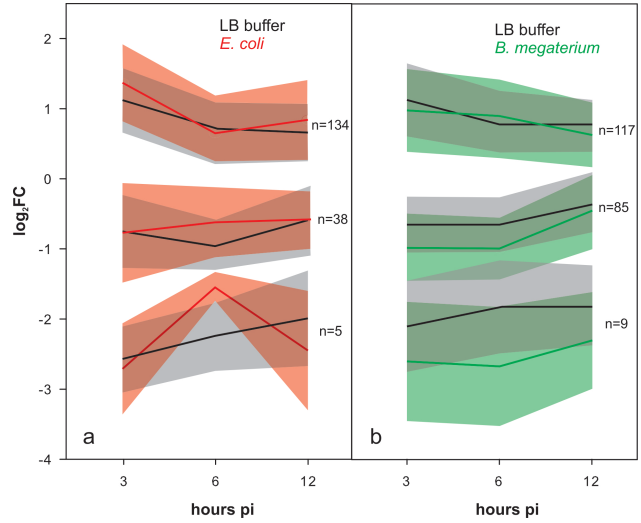 LB buffer
E. coli
LB buffer
B. megaterium
log₂FC
2
1
0
-1
-2
-3
-4
n=134
n=38
n=5
n=117
n=85
n=9
a
b
3
6
12
3
6
12
hours pi
hours pi